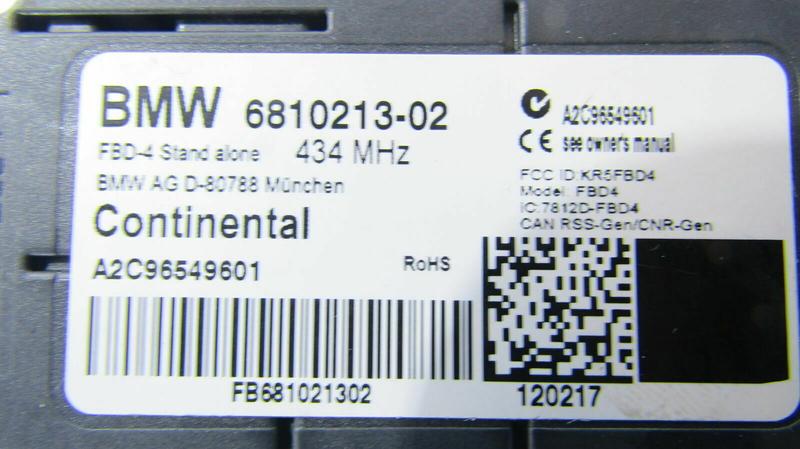 BMW 6810213-02
FBD-4 Stand alone 434 MHz
BMW AG D-80788 München
Continental
A2C96549601
RoHS
FB681021302
A2C96549601
CE see owner's manual
FCC ID:KR5FBD4
Model: FBD4
IC:7812D-FBD4
CAN RSS-Gen/CNR-Gen
120217